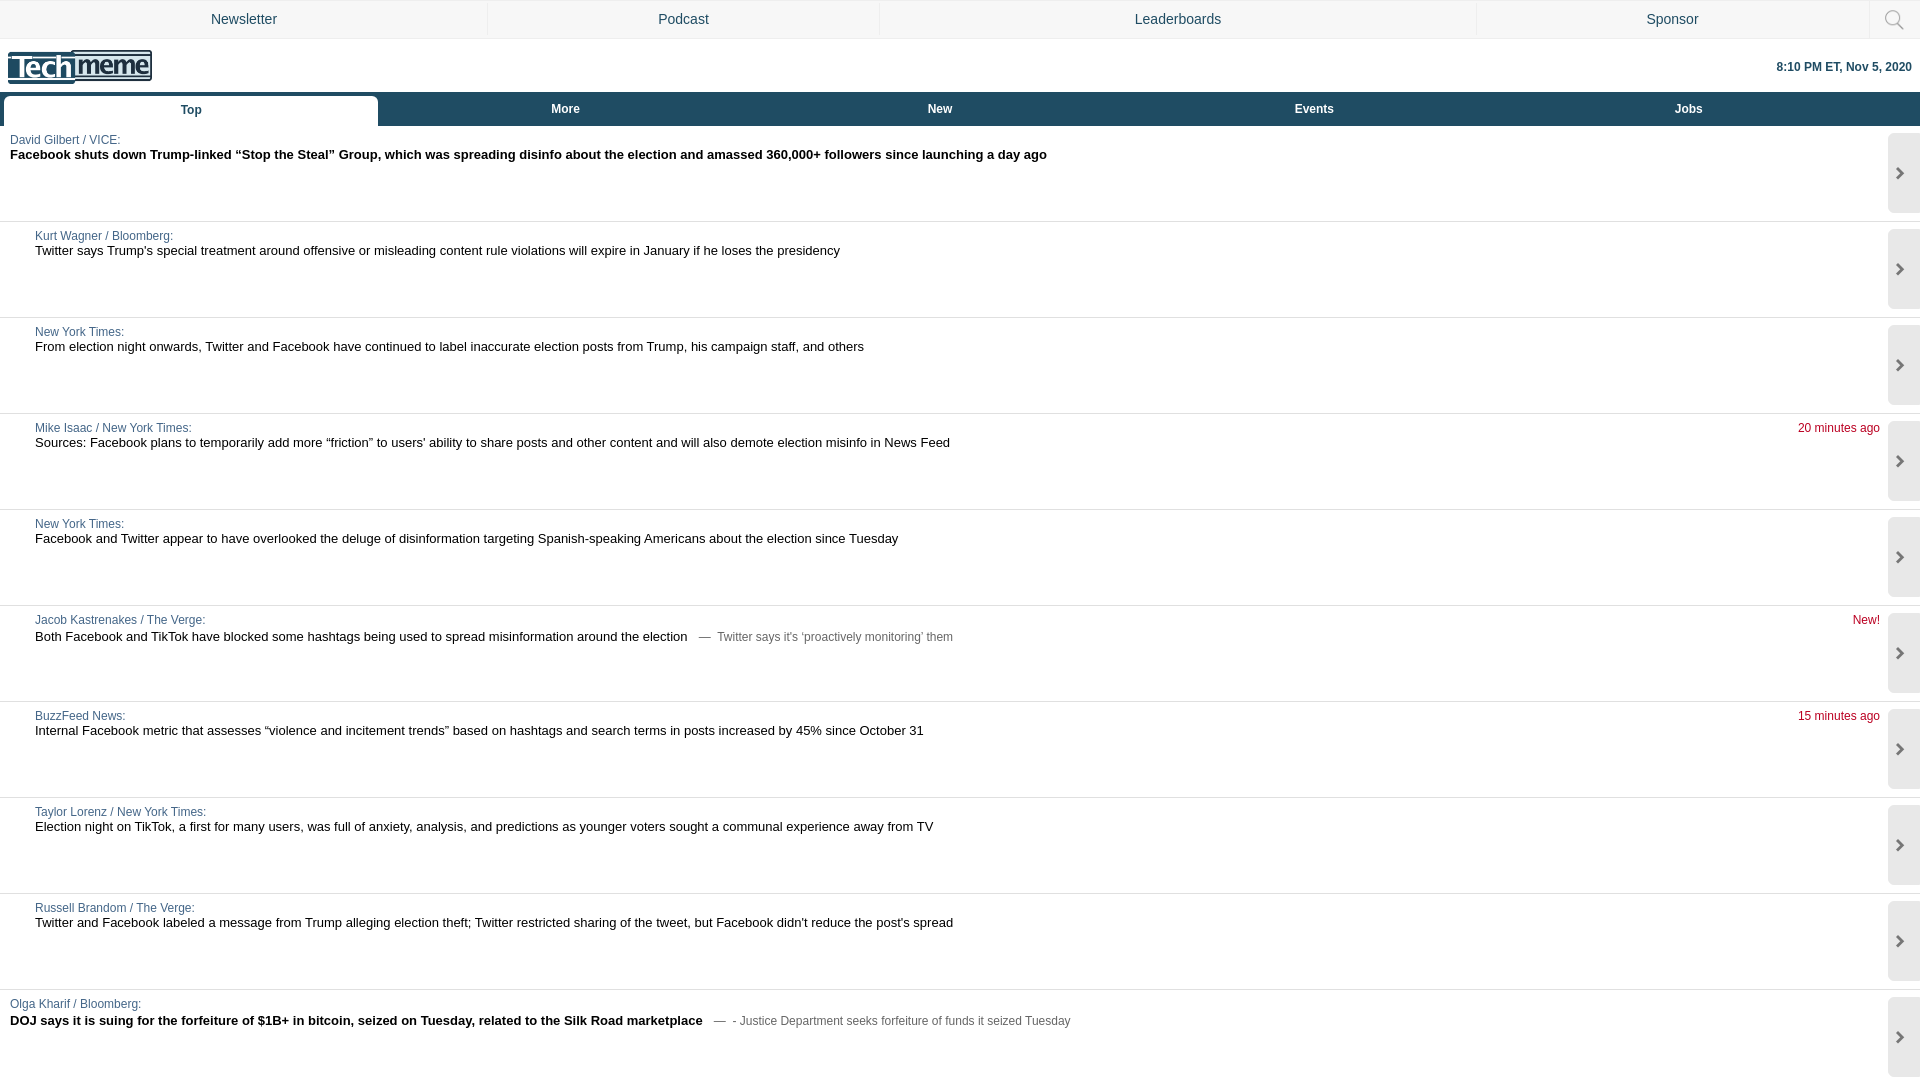 Newsletter
Podcast
Leaderboards
Sponsor
Techmeme
8:10 PM ET, Nov 5, 2020
Top
More
New
Events
Jobs
David Gilbert / VICE:
Facebook shuts down Trump-linked “Stop the Steal” Group, which was spreading disinfo about the election and amassed 360,000+ followers since launching a day ago
Kurt Wagner / Bloomberg:
Twitter says Trump's special treatment around offensive or misleading content rule violations will expire in January if he loses the presidency
New York Times:
From election night onwards, Twitter and Facebook have continued to label inaccurate election posts from Trump, his campaign staff, and others
Mike Isaac / New York Times:
20 minutes ago
Sources: Facebook plans to temporarily add more “friction” to users' ability to share posts and other content and will also demote election misinfo in News Feed
New York Times:
Facebook and Twitter appear to have overlooked the deluge of disinformation targeting Spanish-speaking Americans about the election since Tuesday
Jacob Kastrenakes / The Verge:
New!
Both Facebook and TikTok have blocked some hashtags being used to spread misinformation around the election — Twitter says it's ‘proactively monitoring’ them
BuzzFeed News:
15 minutes ago
Internal Facebook metric that assesses “violence and incitement trends” based on hashtags and search terms in posts increased by 45% since October 31
Taylor Lorenz / New York Times:
Election night on TikTok, a first for many users, was full of anxiety, analysis, and predictions as younger voters sought a communal experience away from TV
Russell Brandom / The Verge:
Twitter and Facebook labeled a message from Trump alleging election theft; Twitter restricted sharing of the tweet, but Facebook didn't reduce the post's spread
Olga Kharif / Bloomberg:
DOJ says it is suing for the forfeiture of $1B+ in bitcoin, seized on Tuesday, related to the Silk Road marketplace — - Justice Department seeks forfeiture of funds it seized Tuesday